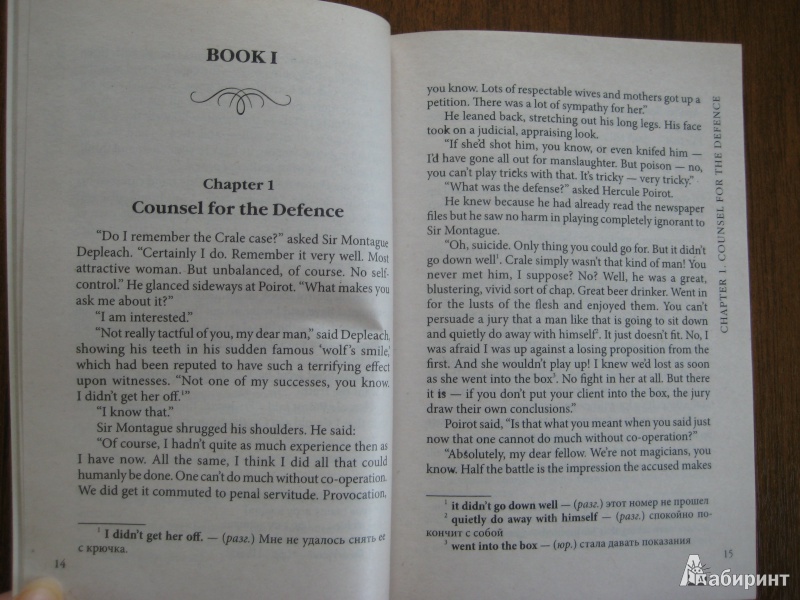 BOOK I
Chapter 1
Counsel for the Defence
“Do I remember the Crale case?” asked Sir Montague
Depleach. “Certainly I do. Remember it very well. Most
attractive woman. But unbalanced, of course. No self-
control.” He glanced sideways at Poirot. “What makes you
ask me about it?”
“I am interested.”
“Not really tactful of you, my dear man,” said Depleach,
showing his teeth in his sudden famous ‘wolf’s smile,’
which had been reputed to have such a terrifying effect
upon witnesses. “Not one of my successes, you know.
I didn’t get her off.¹”
“I know that.”
Sir Montague shrugged his shoulders. He said:
“Of course, I hadn’t quite as much experience then as
I have now. All the same, I think I did all that could
humanly be done. One can’t do much without co-operation.
We did get it commuted to penal servitude. Provocation,
¹ I didn’t get her off. — (разг.) Мне не удалось снять ее
с крючка.
14
you know. Lots of respectable wives and mothers got up a
petition. There was a lot of sympathy for her.”
He leaned back, stretching out his long legs. His face
took on a judicial, appraising look.
“If she’d shot him, you know, or even knifed him —
I’d have gone all out for manslaughter. But poison — no,
you can’t play tricks with that. It’s tricky — very tricky.”
“What was the defense?” asked Hercule Poirot.
He knew because he had already read the newspaper
files but he saw no harm in playing completely ignorant to
Sir Montague.
“Oh, suicide. Only thing you could go for. But it didn’t
go down well¹. Crale simply wasn’t that kind of man! You
never met him, I suppose? No? Well, he was a great,
blustering, vivid sort of chap. Great beer drinker. Went in
for the lusts of the flesh and enjoyed them. You can’t
persuade a jury that a man like that is going to sit down
and quietly do away with himself². It just doesn’t fit. No, I
was afraid I was up against a losing proposition from the
first. And she wouldn’t play up! I knew we’d lost as soon
as she went into the box³. No fight in her at all. But there
it is — if you don’t put your client into the box, the jury
draw their own conclusions.”
Poirot said, “Is that what you meant when you said just
now that one cannot do much without co-operation?”
“Absolutely, my dear fellow. We’re not magicians, you
know. Half the battle is the impression the accused makes
¹ it didn’t go down well — (разг.) этот номер не прошел
² quietly do away with himself — (разг.) спокойно по-
кончит с собой
³ went into the box — (юр.) стала давать показания
15
CHAPTER 1. COUNSEL FOR THE DEFENCE
Лабиринт